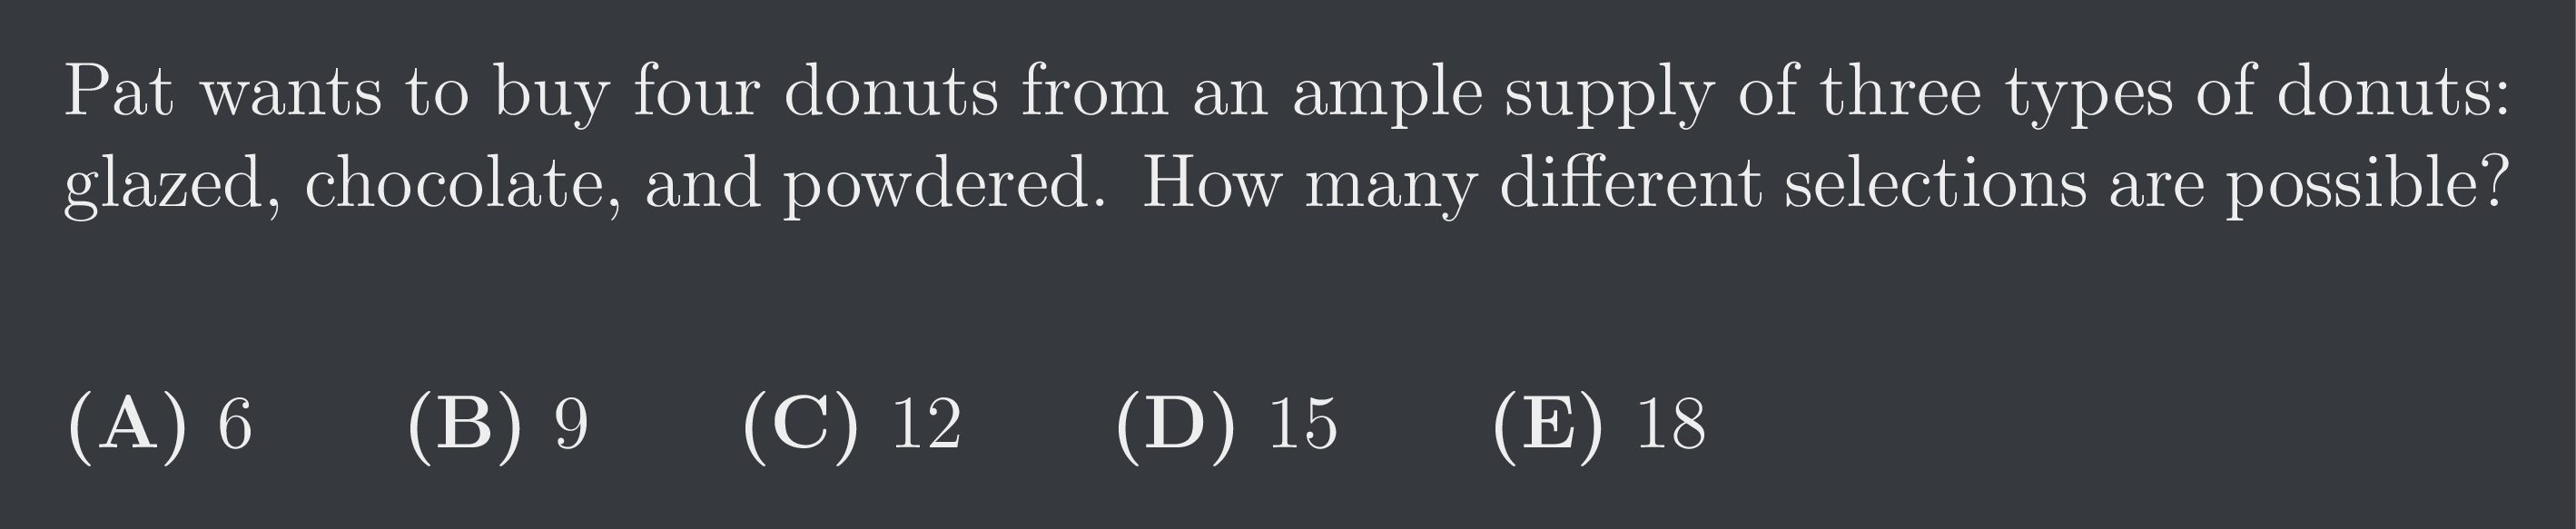 Pat wants to buy four donuts from an ample supply of three types of donuts:
glazed, chocolate, and powdered. How many different selections are possible?
(A) 6 (B) 9 (C) 12 (D) 15 (E) 18